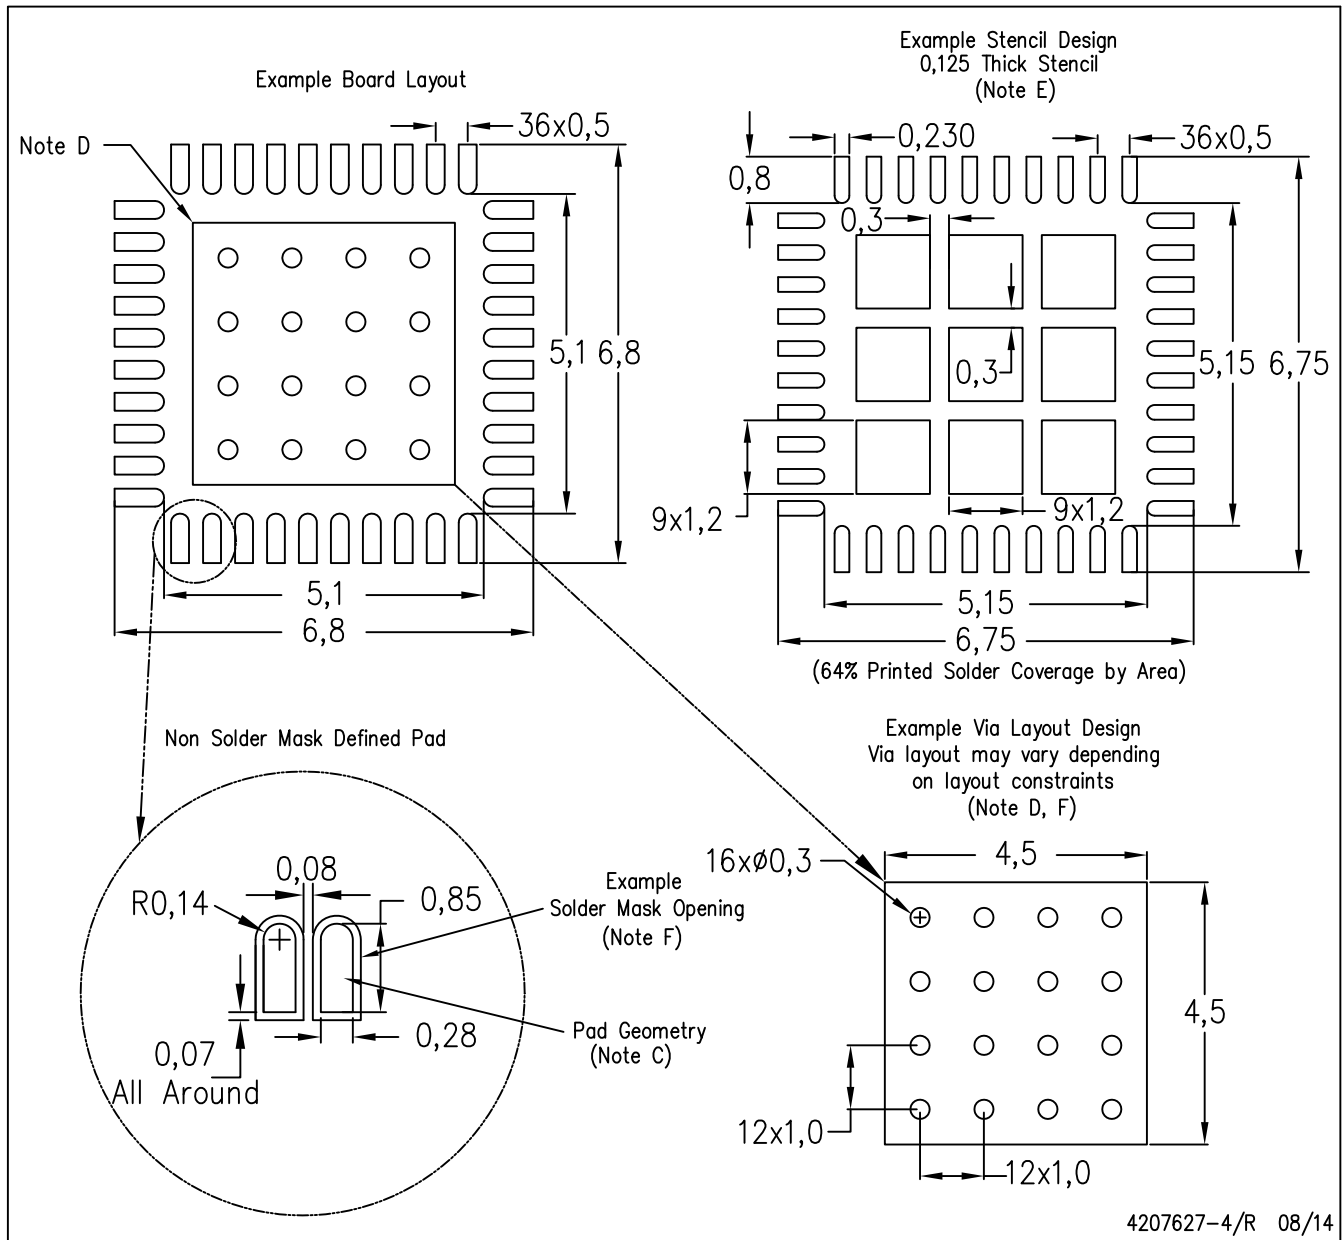 Example Board Layout
Note D
36x0,5
5,1
6,8
5,1
6,8
Example Stencil Design
0,125 Thick Stencil
(Note E)
0,230
36x0,5
0,8
0,3
0,3
5,15
6,75
9x1,2
9x1,2
5,15
6,75
(64% Printed Solder Coverage by Area)
Non Solder Mask Defined Pad
0,08
R0,14
0,85
Example
Solder Mask Opening
(Note F)
0,28
Pad Geometry
(Note C)
0,07
All Around
Example Via Layout Design
Via layout may vary depending
on layout constraints
(Note D, F)
16xø0,3
4,5
4,5
12x1,0
12x1,0
4207627-4/R 08/14